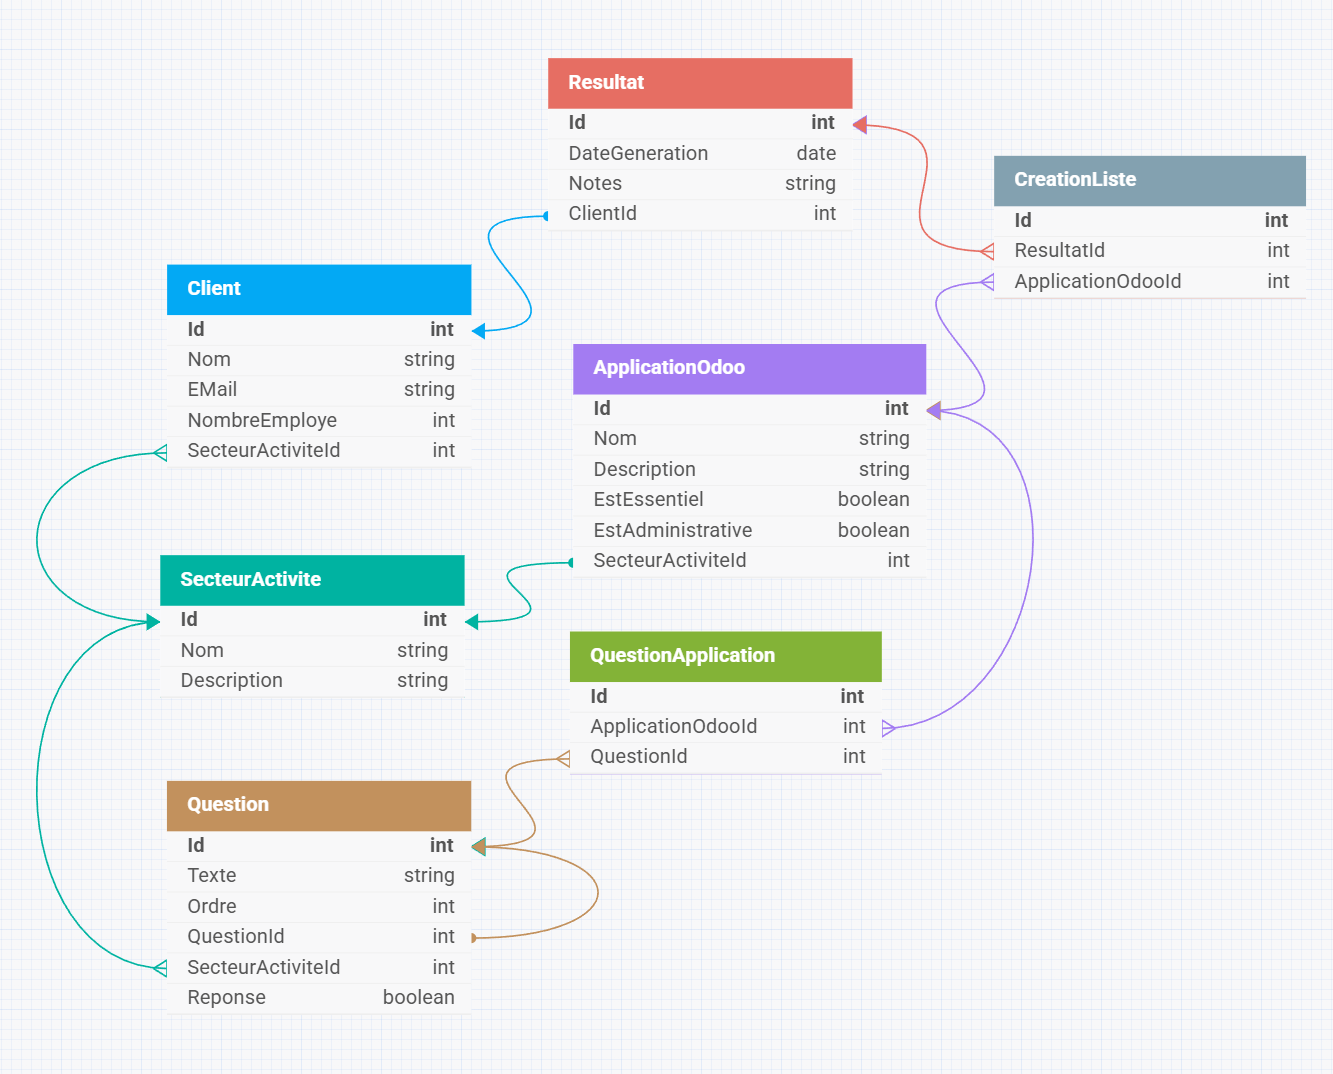 Resultat
Id int
DateGeneration date
Notes string
ClientId int
CreationListe
Id int
ResultatId int
ApplicationOdooId int
Client
Id int
Nom string
EMail string
NombreEmploye int
SecteurActiviteId int
ApplicationOdoo
Id int
Nom string
Description string
EstEssentiel boolean
EstAdministrative boolean
SecteurActiviteId int
SecteurActivite
Id int
Nom string
Description string
QuestionApplication
Id int
ApplicationOdooId int
QuestionId int
Question
Id int
Texte string
Ordre int
QuestionId int
SecteurActiviteId int
Reponse boolean